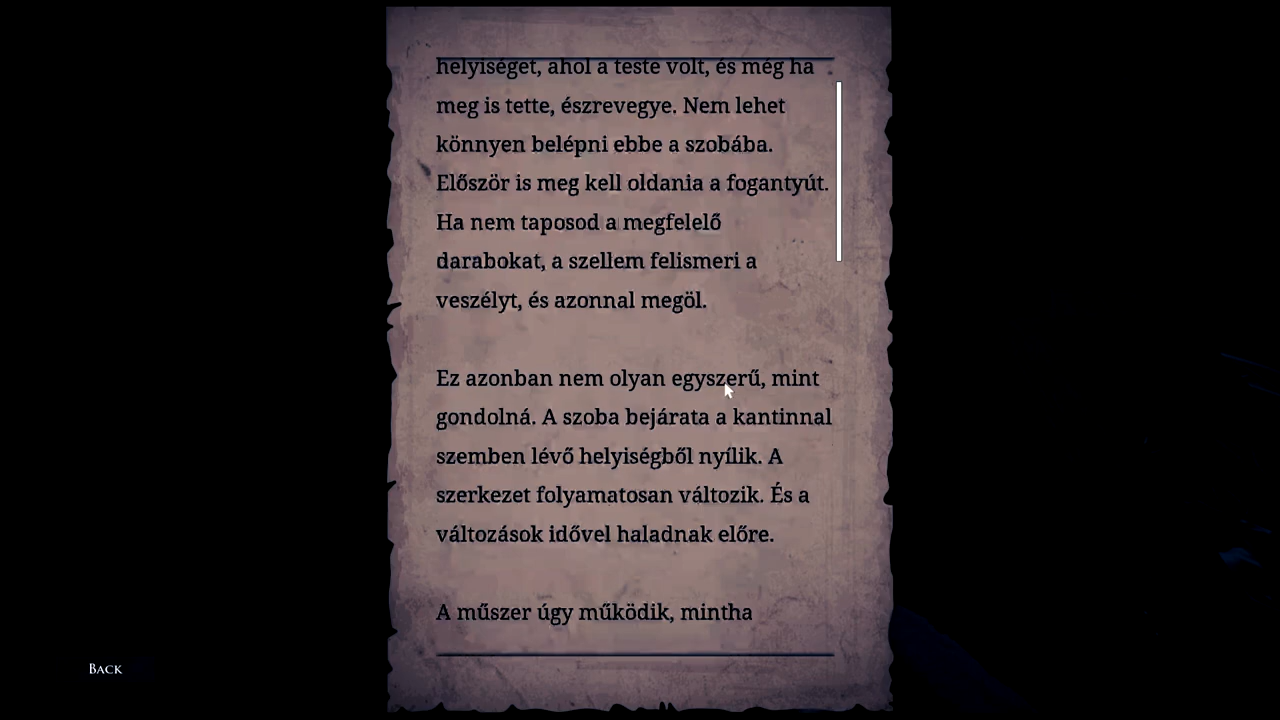 helyiséget, ahol a teste volt, és még ha
meg is tette, észrevegye. Nem lehet
könnyen belépni ebbe a szobába.
Először is meg kell oldania a fogantyút.
Ha nem taposod a megfelelő
darabokat, a szellem felismeri a
veszélyt, és azonnal megöl.
Ez azonban nem olyan egyszerű, mint
gondolná. A szoba bejárata a kantinnal
szemben lévő helyiségből nyílik. A
szerkezet folyamatosan változik. És a
változások idővel haladnak előre.
A műszer úgy működik, mintha
Back